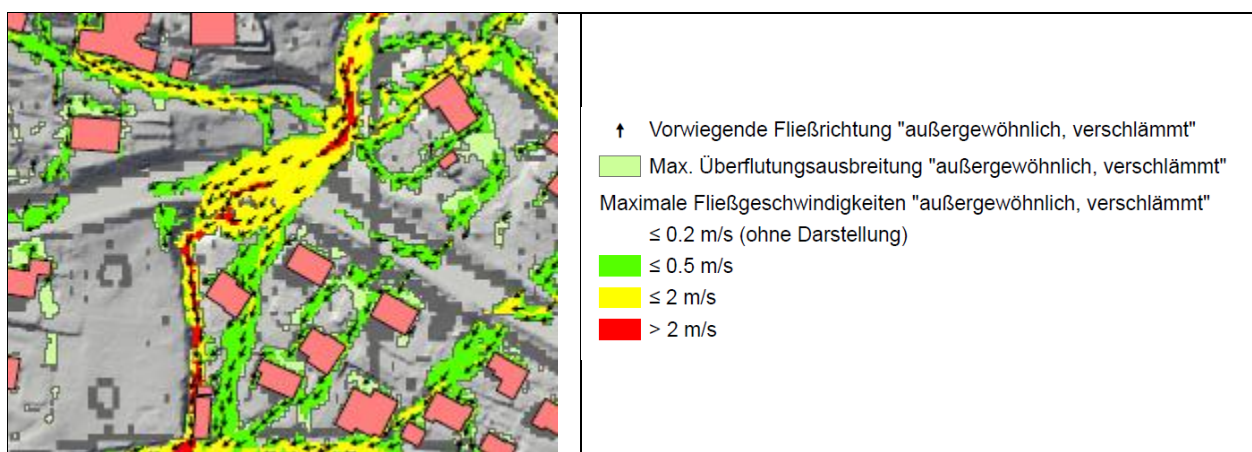 Vorwiegende Fließrichtung "außergewöhnlich, verschlämmt"
Max. Überflutungsausbreitung "außergewöhnlich, verschlämmt"
Maximale Fließgeschwindigkeiten "außergewöhnlich, verschlämmt"
≤ 0.2 m/s (ohne Darstellung)
≤ 0.5 m/s
≤ 2 m/s
> 2 m/s